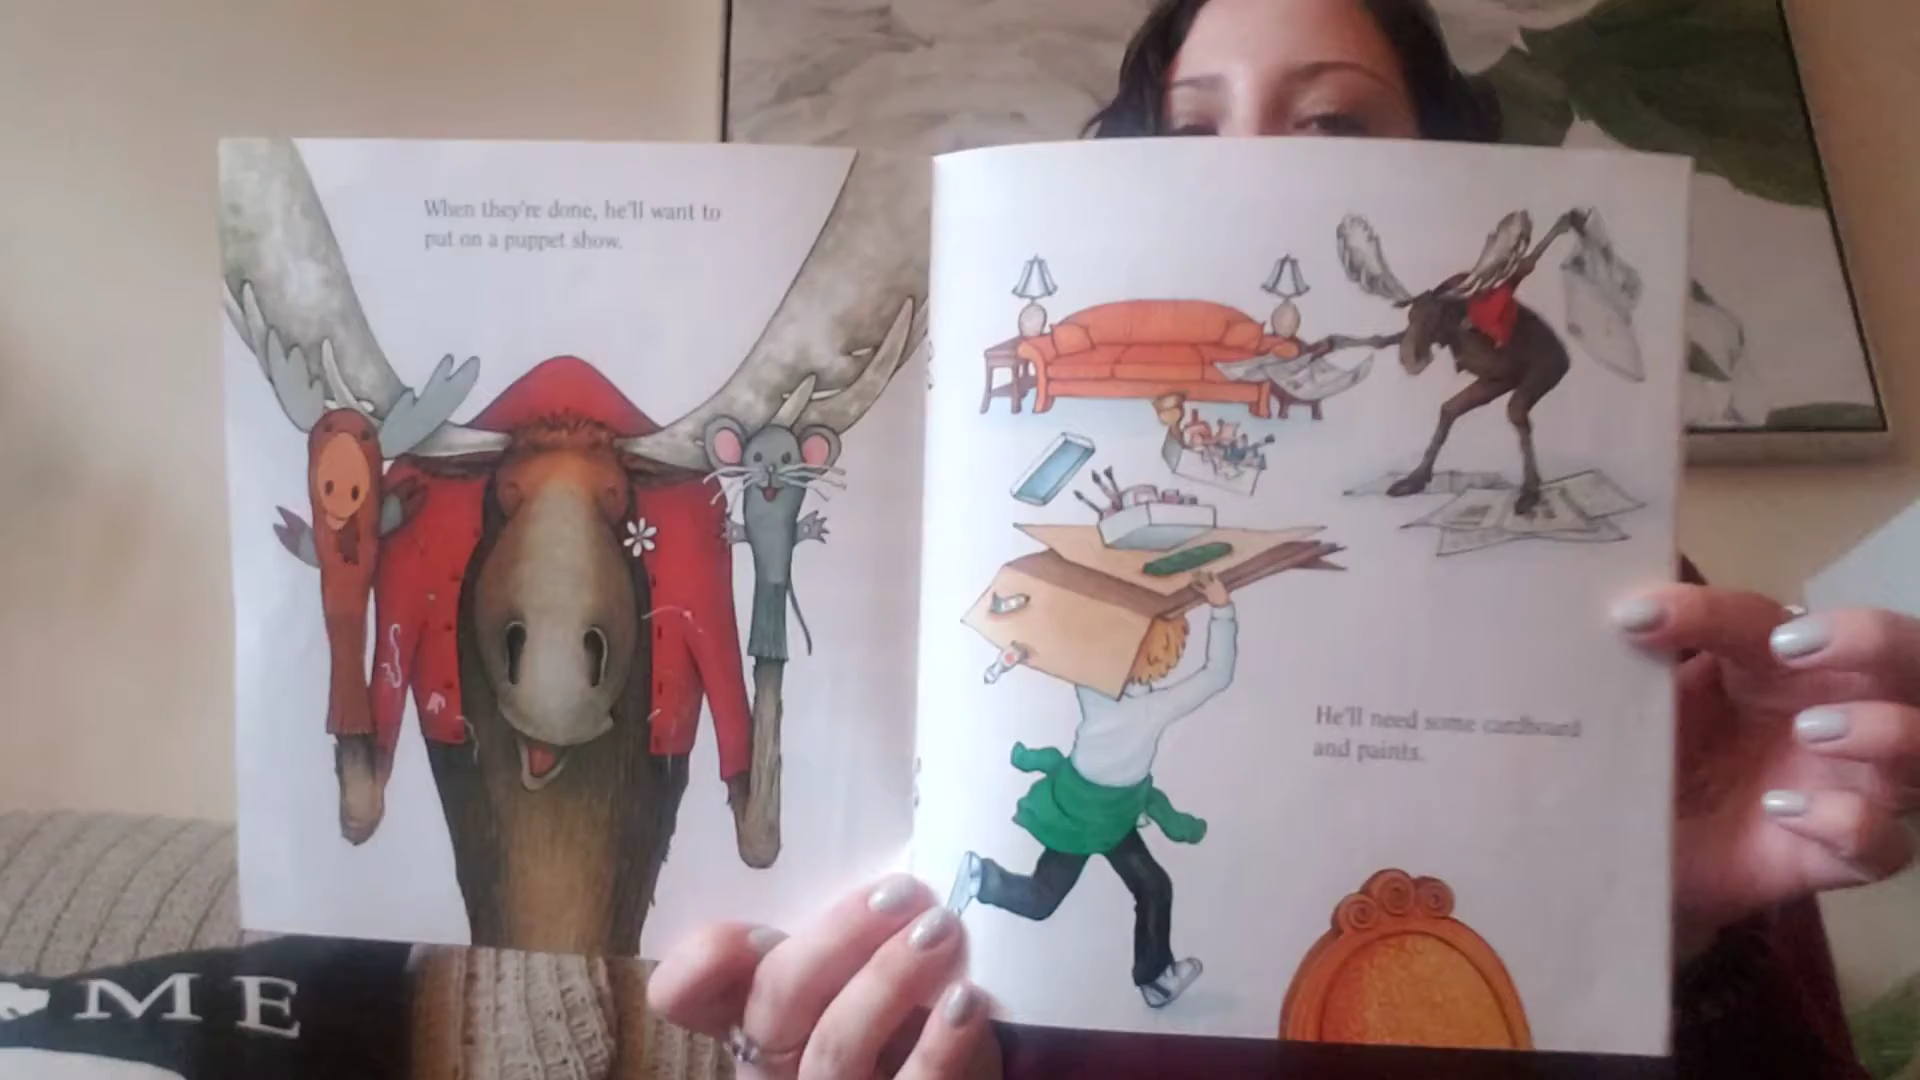 When they're done, he'll want to
put on a puppet show.
He'll need some cardboard
and paints.
ME